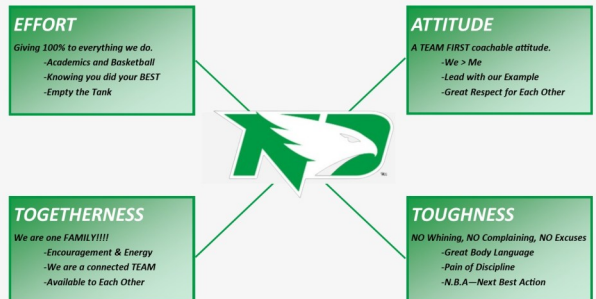 EFFORT
Giving 100% to everything we do.
-Academics and Basketball
-Knowing you did your BEST
-Empty the Tank
ATTITUDE
A TEAM FIRST coachable attitude.
-We > Me
-Lead with our Example
-Great Respect for Each Other
ND
TOGETHERNESS
We are one FAMILY!!!!
-Encouragement & Energy
-We are a connected TEAM
-Available to Each Other
TOUGHNESS
NO Whining, NO Complaining, NO Excuses
-Great Body Language
-Pain of Discipline
-N.B.A—Next Best Action